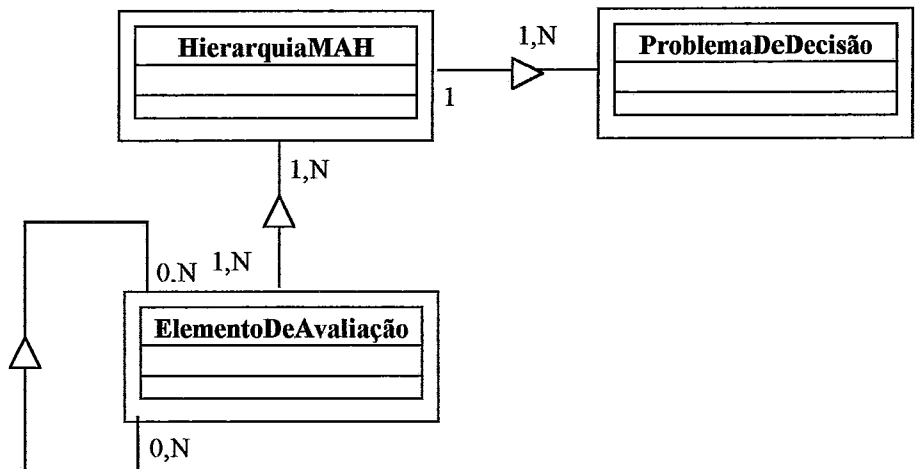 HierarquiaMAH
1,N
ProblemaDeDecisão
1
1,N
1,N
0,N
ElementoDeAvaliação
0,N